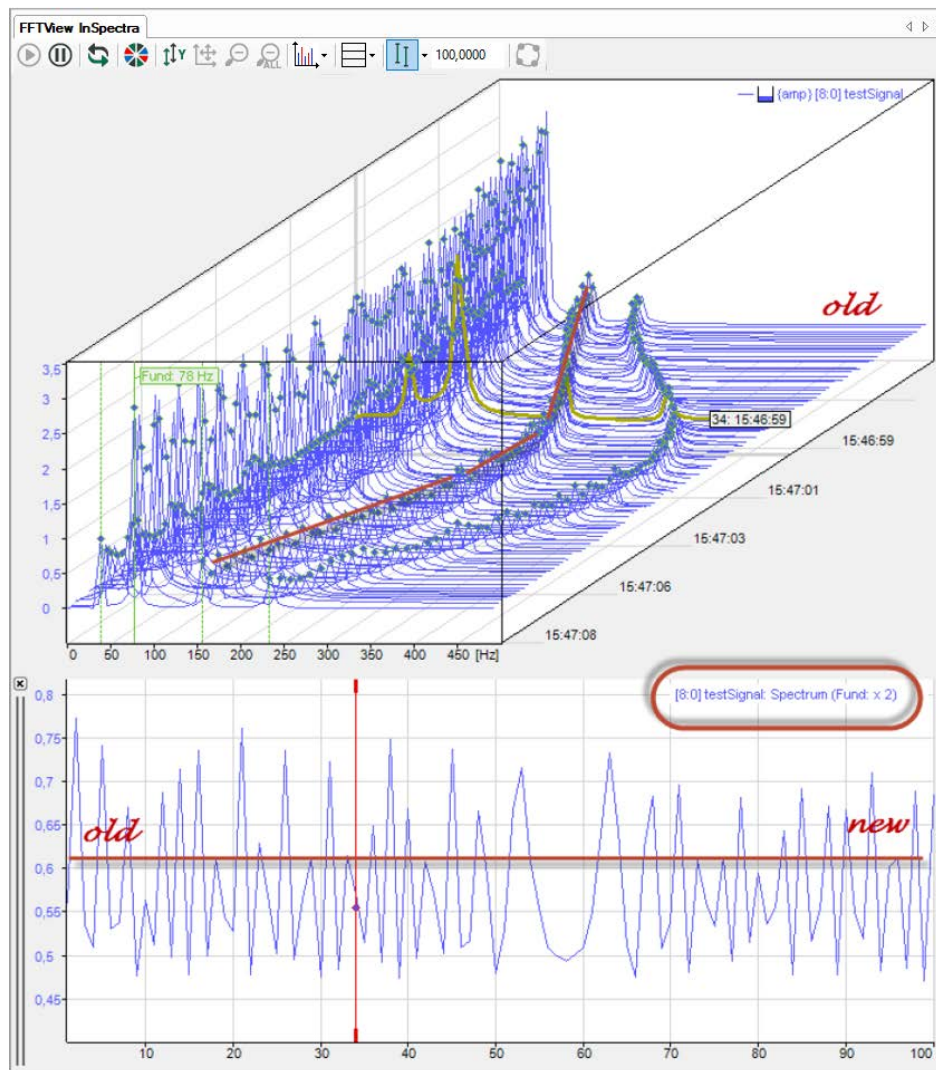 FFTView InSpectra
ALL
100,0000
{amp} [8:0] testSignal
old
3,5
Fund: 78 Hz
3
34: 15:46:59
2,5
15:46:59
2
15:47:01
1,5
15:47:03
1
0,5
15:47:06
0
15:47:08
0 50 100 150 200 250 300 350 400 450 [Hz]
0,8
[8:0] testSignal: Spectrum (Fund: x 2)
0,75
0,7
0,65
old new
0,6
0,55
0,5
0,45
10 20 30 40 50 60 70 80 90 100